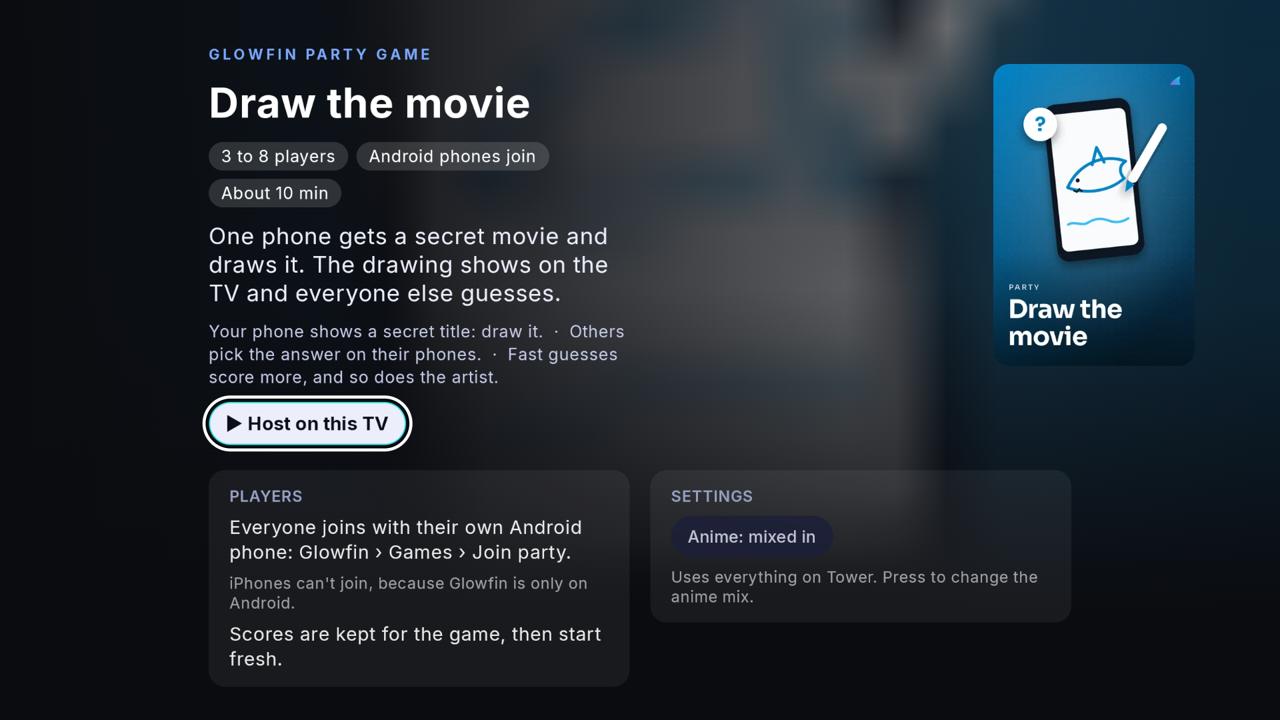 GLOWFIN PARTY GAME
Draw the movie
3 to 8 players
Android phones join
About 10 min
One phone gets a secret movie and
draws it. The drawing shows on the
TV and everyone else guesses.
Your phone shows a secret title: draw it. · Others
pick the answer on their phones. · Fast guesses
score more, and so does the artist.
▶ Host on this TV
PLAYERS
Everyone joins with their own Android
phone: Glowfin › Games › Join party.
iPhones can't join, because Glowfin is only on
Android.
Scores are kept for the game, then start
fresh.
SETTINGS
Anime: mixed in
Uses everything on Tower. Press to change the
anime mix.
?
PARTY
Draw the
movie